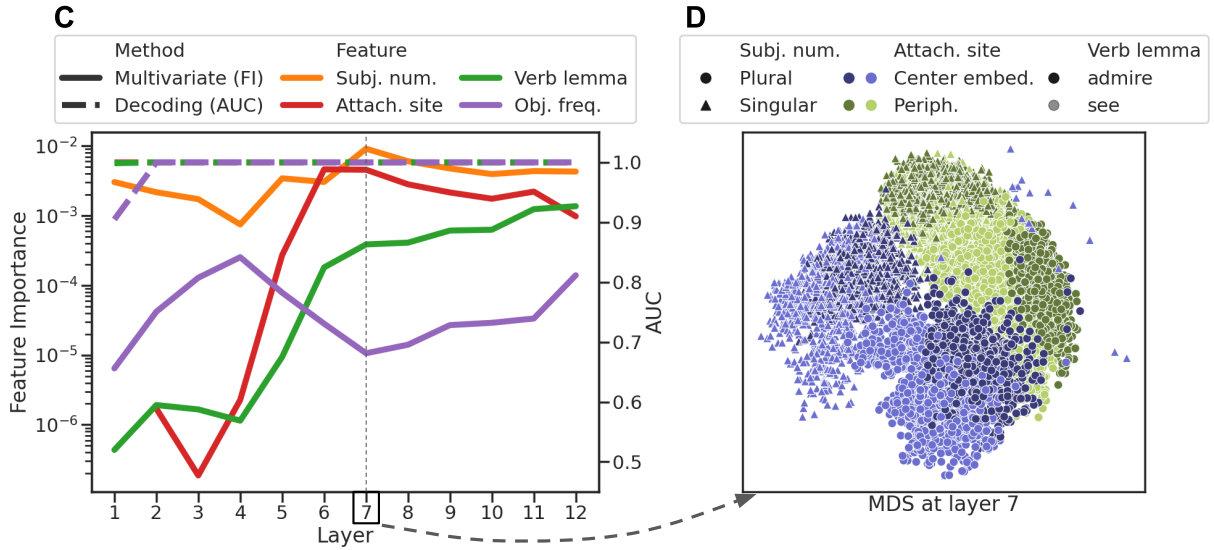 C
Method Feature
Multivariate (FI) Subj. num. Verb lemma
Decoding (AUC) Attach. site Obj. freq.
10⁻²
10⁻³
10⁻⁴
10⁻⁵
10⁻⁶
Feature Importance
1.0
0.9
0.8
0.7
0.6
0.5
AUC
1 2 3 4 5 6 7 8 9 10 11 12
Layer
D
Subj. num. Attach. site Verb lemma
Plural Center embed. admire
Singular Periph. see
MDS at layer 7